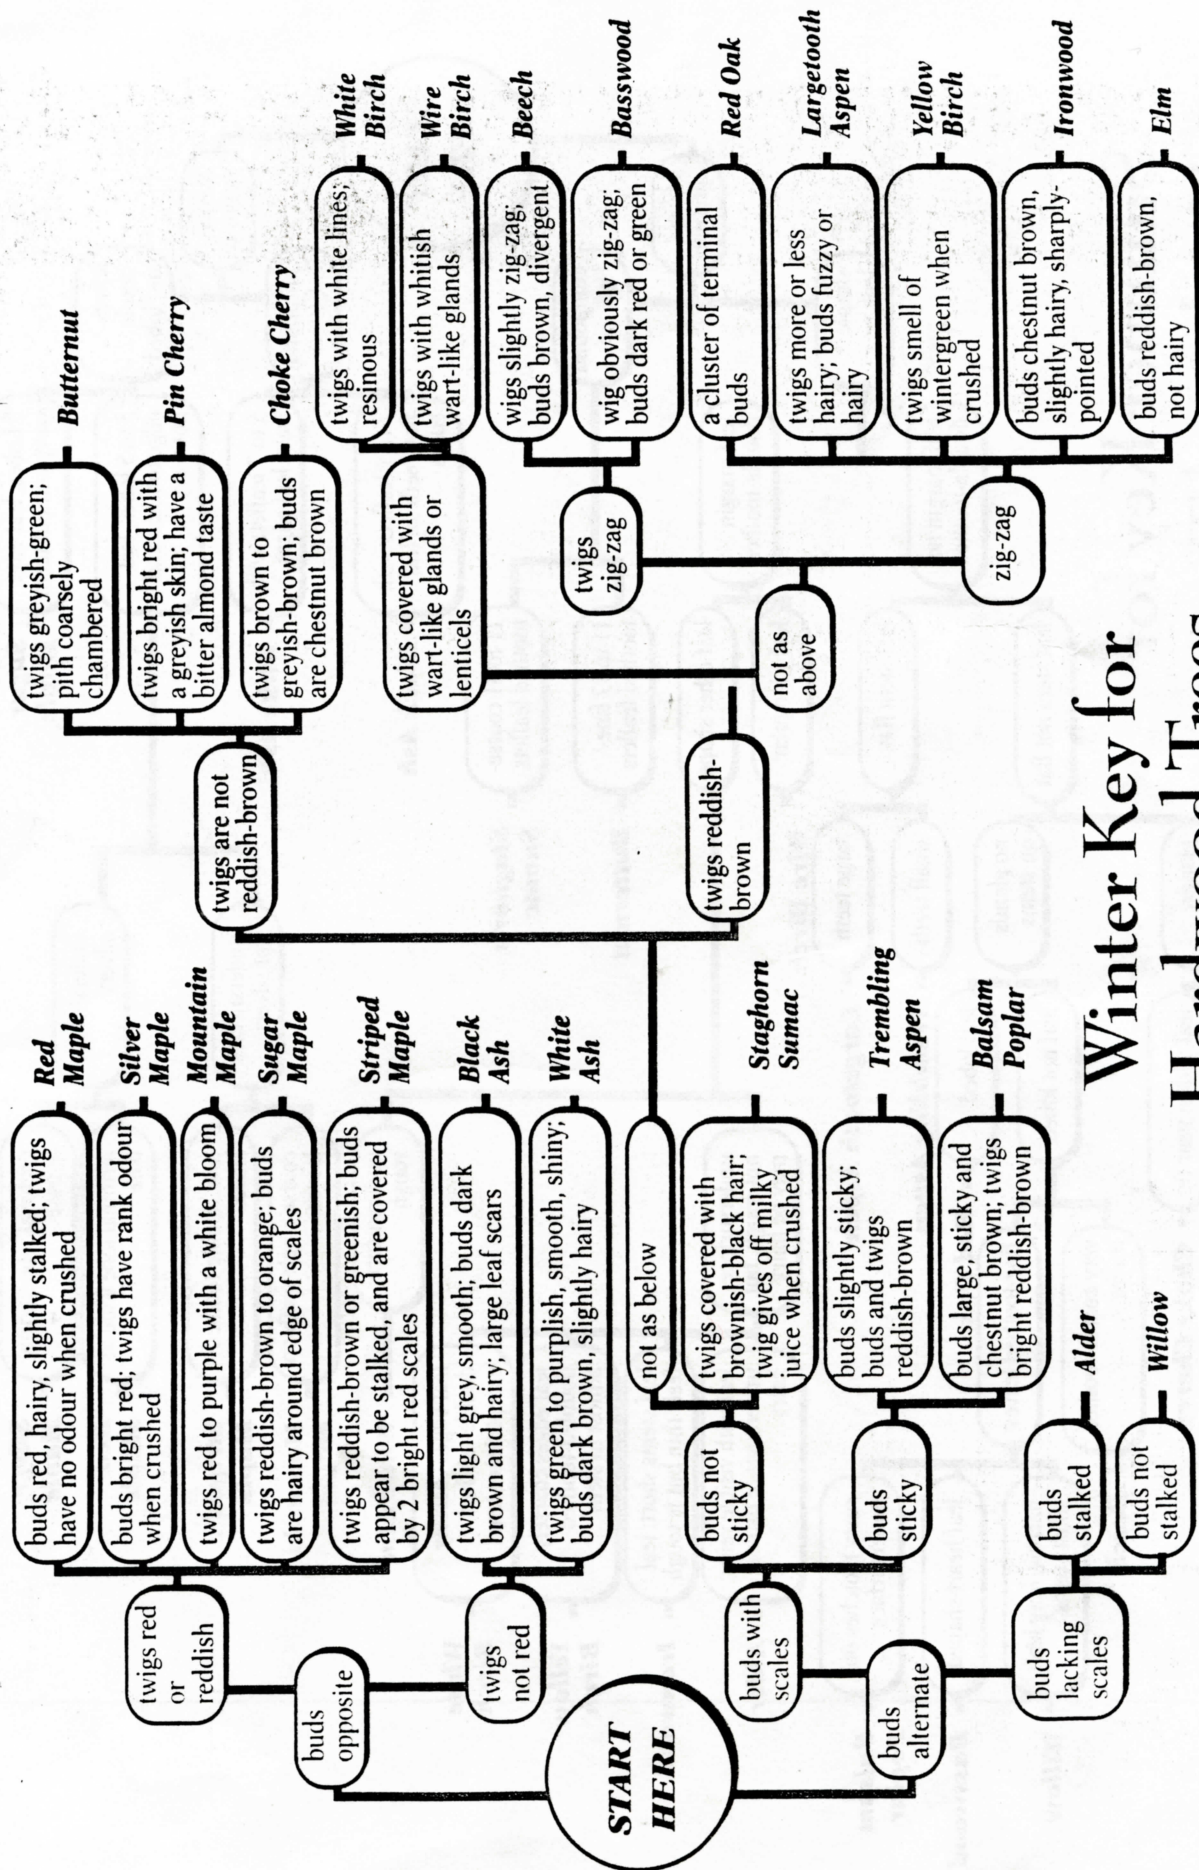 START
HERE
buds
opposite
twigs red
or
reddish
buds red, hairy, slightly stalked; twigs
have no odour when crushed
Red
Maple
buds bright red; twigs have rank odour
when crushed
Silver
Maple
twigs red to purple with a white bloom
Mountain
Maple
twigs reddish-brown to orange; buds
are hairy around edge of scales
Sugar
Maple
twigs reddish-brown or greenish; buds
appear to be stalked, and are covered
by 2 bright red scales
Striped
Maple
twigs
not red
twigs light grey, smooth; buds dark
brown and hairy; large leaf scars
Black
Ash
twigs green to purplish, smooth, shiny;
buds dark brown, slightly hairy
White
Ash
buds
alternate
buds with
scales
buds not
sticky
not as below
twigs covered with
brownish-black hair;
twig gives off milky
juice when crushed
Staghorn
Sumac
buds
sticky
buds slightly sticky;
buds and twigs
reddish-brown
Trembling
Aspen
buds large, sticky and
chestnut brown; twigs
bright reddish-brown
Balsam
Poplar
buds
lacking
scales
buds
stalked
Alder
buds not
stalked
Willow
twigs are not
reddish-brown
twigs greyish-green;
pith coarsely
chambered
Butternut
twigs bright red with
a greyish skin; have a
bitter almond taste
Pin Cherry
twigs brown to
greyish-brown; buds
are chestnut brown
Choke Cherry
twigs reddish-
brown
twigs covered with
wart-like glands or
lenticels
twigs with white lines;
resinous
White
Birch
twigs with whitish
wart-like glands
Wire
Birch
not as
above
twigs
zig-zag
wigs slightly zig-zag;
buds brown, divergent
Beech
wig obviously zig-zag;
buds dark red or green
Basswood
zig-zag
a cluster of terminal
buds
Red Oak
twigs more or less
hairy; buds fuzzy or
hairy
Largetooth
Aspen
twigs smell of
wintergreen when
crushed
Yellow
Birch
buds chestnut brown,
slightly hairy, sharply-
pointed
Ironwood
buds reddish-brown,
not hairy
Elm
Winter Key for
Hardwood Trees